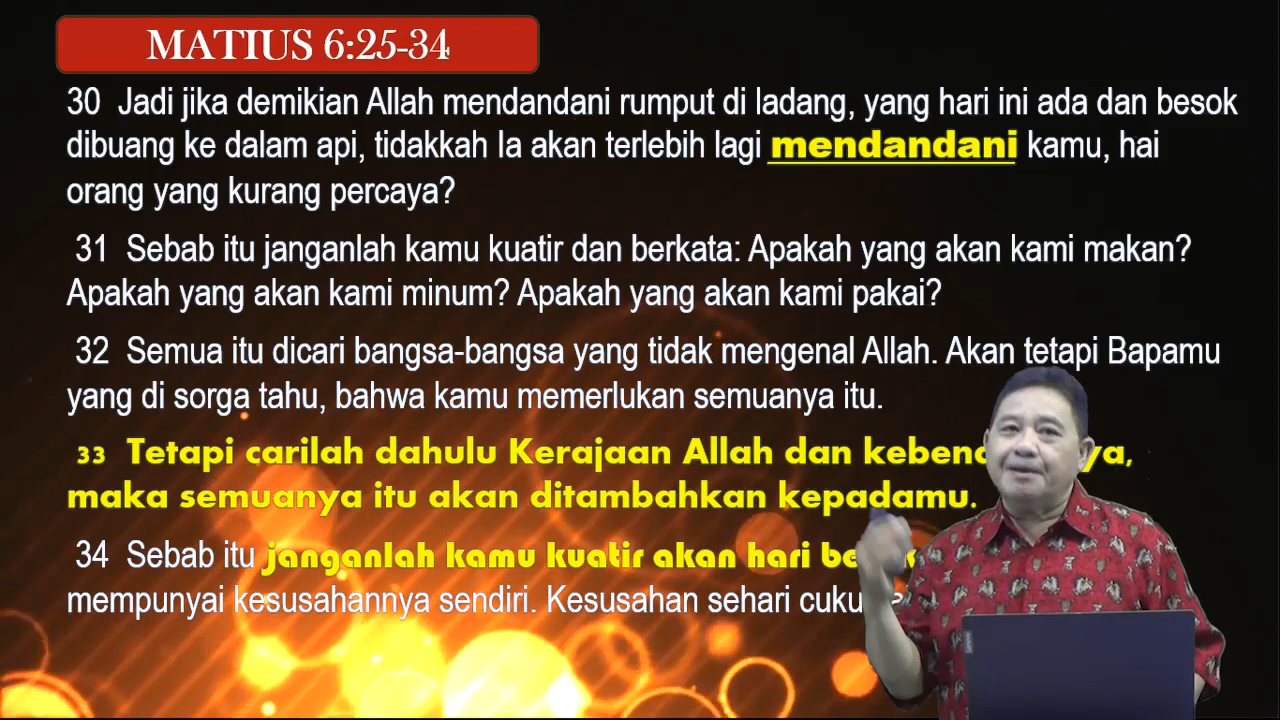 MATIUS 6:25-34
30 Jadi jika demikian Allah mendandani rumput di ladang, yang hari ini ada dan besok
dibuang ke dalam api, tidakkah Ia akan terlebih lagi mendandani kamu, hai
orang yang kurang percaya?
31 Sebab itu janganlah kamu kuatir dan berkata: Apakah yang akan kami makan?
Apakah yang akan kami minum? Apakah yang akan kami pakai?
32 Semua itu dicari bangsa-bangsa yang tidak mengenal Allah. Akan tetapi Bapamu
yang di sorga tahu, bahwa kamu memerlukan semuanya itu.
33 Tetapi carilah dahulu Kerajaan Allah dan
maka semuanya itu akan ditambahkan kepadamu.
34 Sebab itu janganlah kamu kuatir akan hari
mempunyai kesusahannya sendiri. Kesusahan sehari